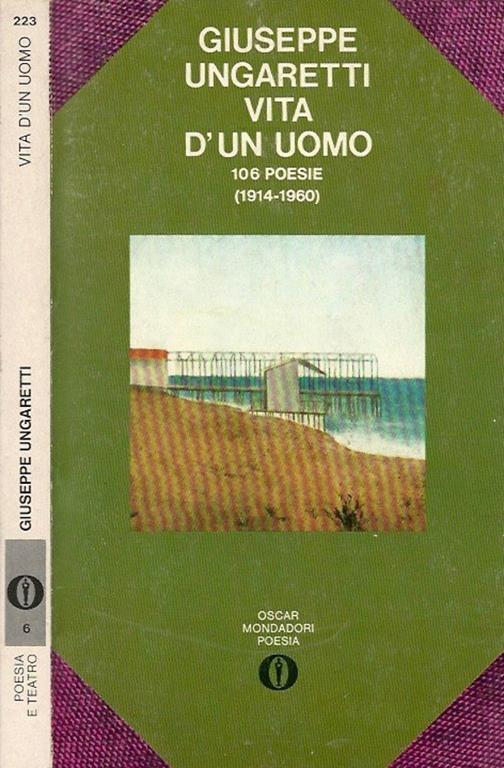 223
VITA D'UN UOMO
GIUSEPPE UNGARETTI
6
POESIA
E TEATRO
GIUSEPPE
UNGARETTI
VITA
D'UN UOMO
106 POESIE
(1914-1960)
OSCAR
MONDADORI
POESIA